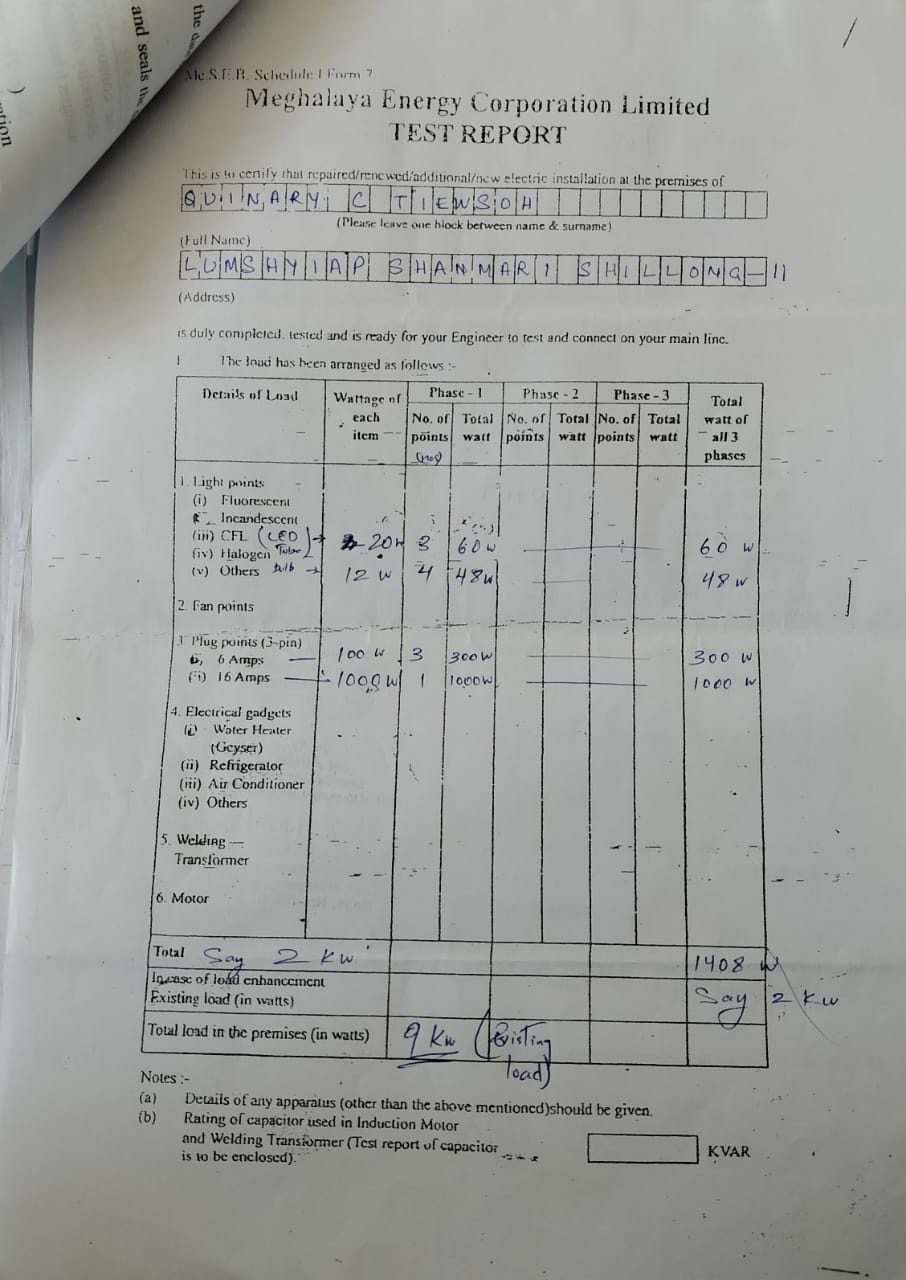 the
and seals the
)
Me.S.E.B. Schedule I Form 7
Meghalaya Energy Corporation Limited
TEST REPORT
This is to certify that repaired/renewed/additional/new electric installation at the premises of
QUINARY C TIEWSOH
(Please leave one block between name & surname)
(Full Name)
LUMSHYIAP SHANMARI SHILLONG-11
(Address)
is duly completed, tested and is ready for your Engineer to test and connect on your main line.
I The load has been arranged as follows :-
Details of Load Wattage of each item Phase - 1 Phase - 2 Phase - 3 Total watt of all 3 phases
No. of points (nos) Total watt No. of points Total watt No. of points Total watt
1. Light points
(i) Fluorescent
Incandescent
(iii) CFL (LED 20W 3 60W 60 W
(iv) Halogen
(v) Others bulb 12 W 4 48W 48 W
2. Fan points
3. Plug points (3-pin)
6 Amps 100 W 3 300W 300 W
(ii) 16 Amps 1000W 1 1000W 1000 W
4. Electrical gadgets
(i) Water Heater
(Geyser)
(ii) Refrigerator
(iii) Air Conditioner
(iv) Others
5. Welding
Transformer
6. Motor
Total Say 2 KW 1408 W
In case of load enhancement
Existing load (in watts) Say 2 KW
Total load in the premises (in watts) 9 KW (Existing load)
Notes :-
(a) Details of any apparatus (other than the above mentioned)should be given.
(b) Rating of capacitor used in Induction Motor
and Welding Transformer (Test report of capacitor
is to be enclosed). KVAR